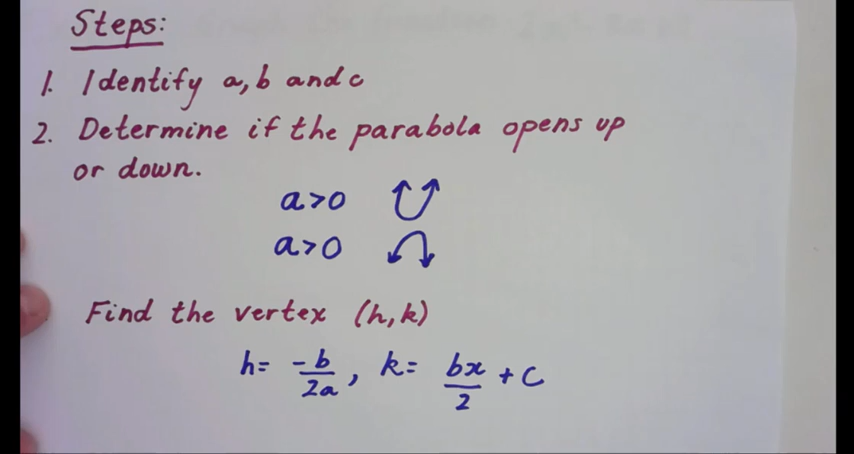 Steps:
1. Identify a, b and c
2. Determine if the parabola opens up
or down.
a>0
a>0
Find the vertex (h,k)
h= -b/2a, k= bx/2 + c